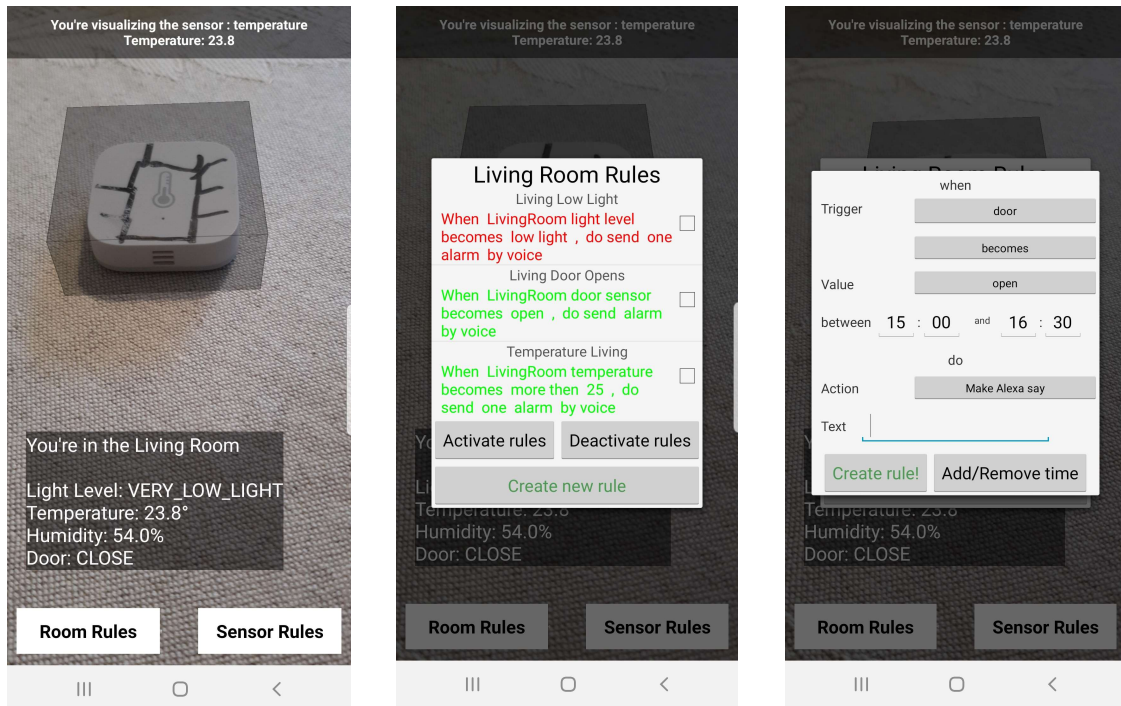 You're visualizing the sensor : temperature
Temperature: 23.8
You're in the Living Room
Light Level: VERY_LOW_LIGHT
Temperature: 23.8°
Humidity: 54.0%
Door: CLOSE
Room Rules
Sensor Rules
You're visualizing the sensor : temperature
Temperature: 23.8
Living Room Rules
Living Low Light
When LivingRoom light level
becomes low light , do send one
alarm by voice
Living Door Opens
When LivingRoom door sensor
becomes open , do send alarm
by voice
Temperature Living
When LivingRoom temperature
becomes more then 25 , do
send one alarm by voice
Activate rules
Deactivate rules
Create new rule
Temperature: 23.8
Humidity: 54.0%
Door: CLOSE
Room Rules
Sensor Rules
You're visualizing the sensor : temperature
Temperature: 23.8
Living Room Rules
when
Trigger
door
becomes
Value
open
between 15 : 00 and 16 : 30
do
Action
Make Alexa say
Text
Create rule!
Add/Remove time
Temperature: 23.8
Humidity: 54.0%
Door: CLOSE
Room Rules
Sensor Rules